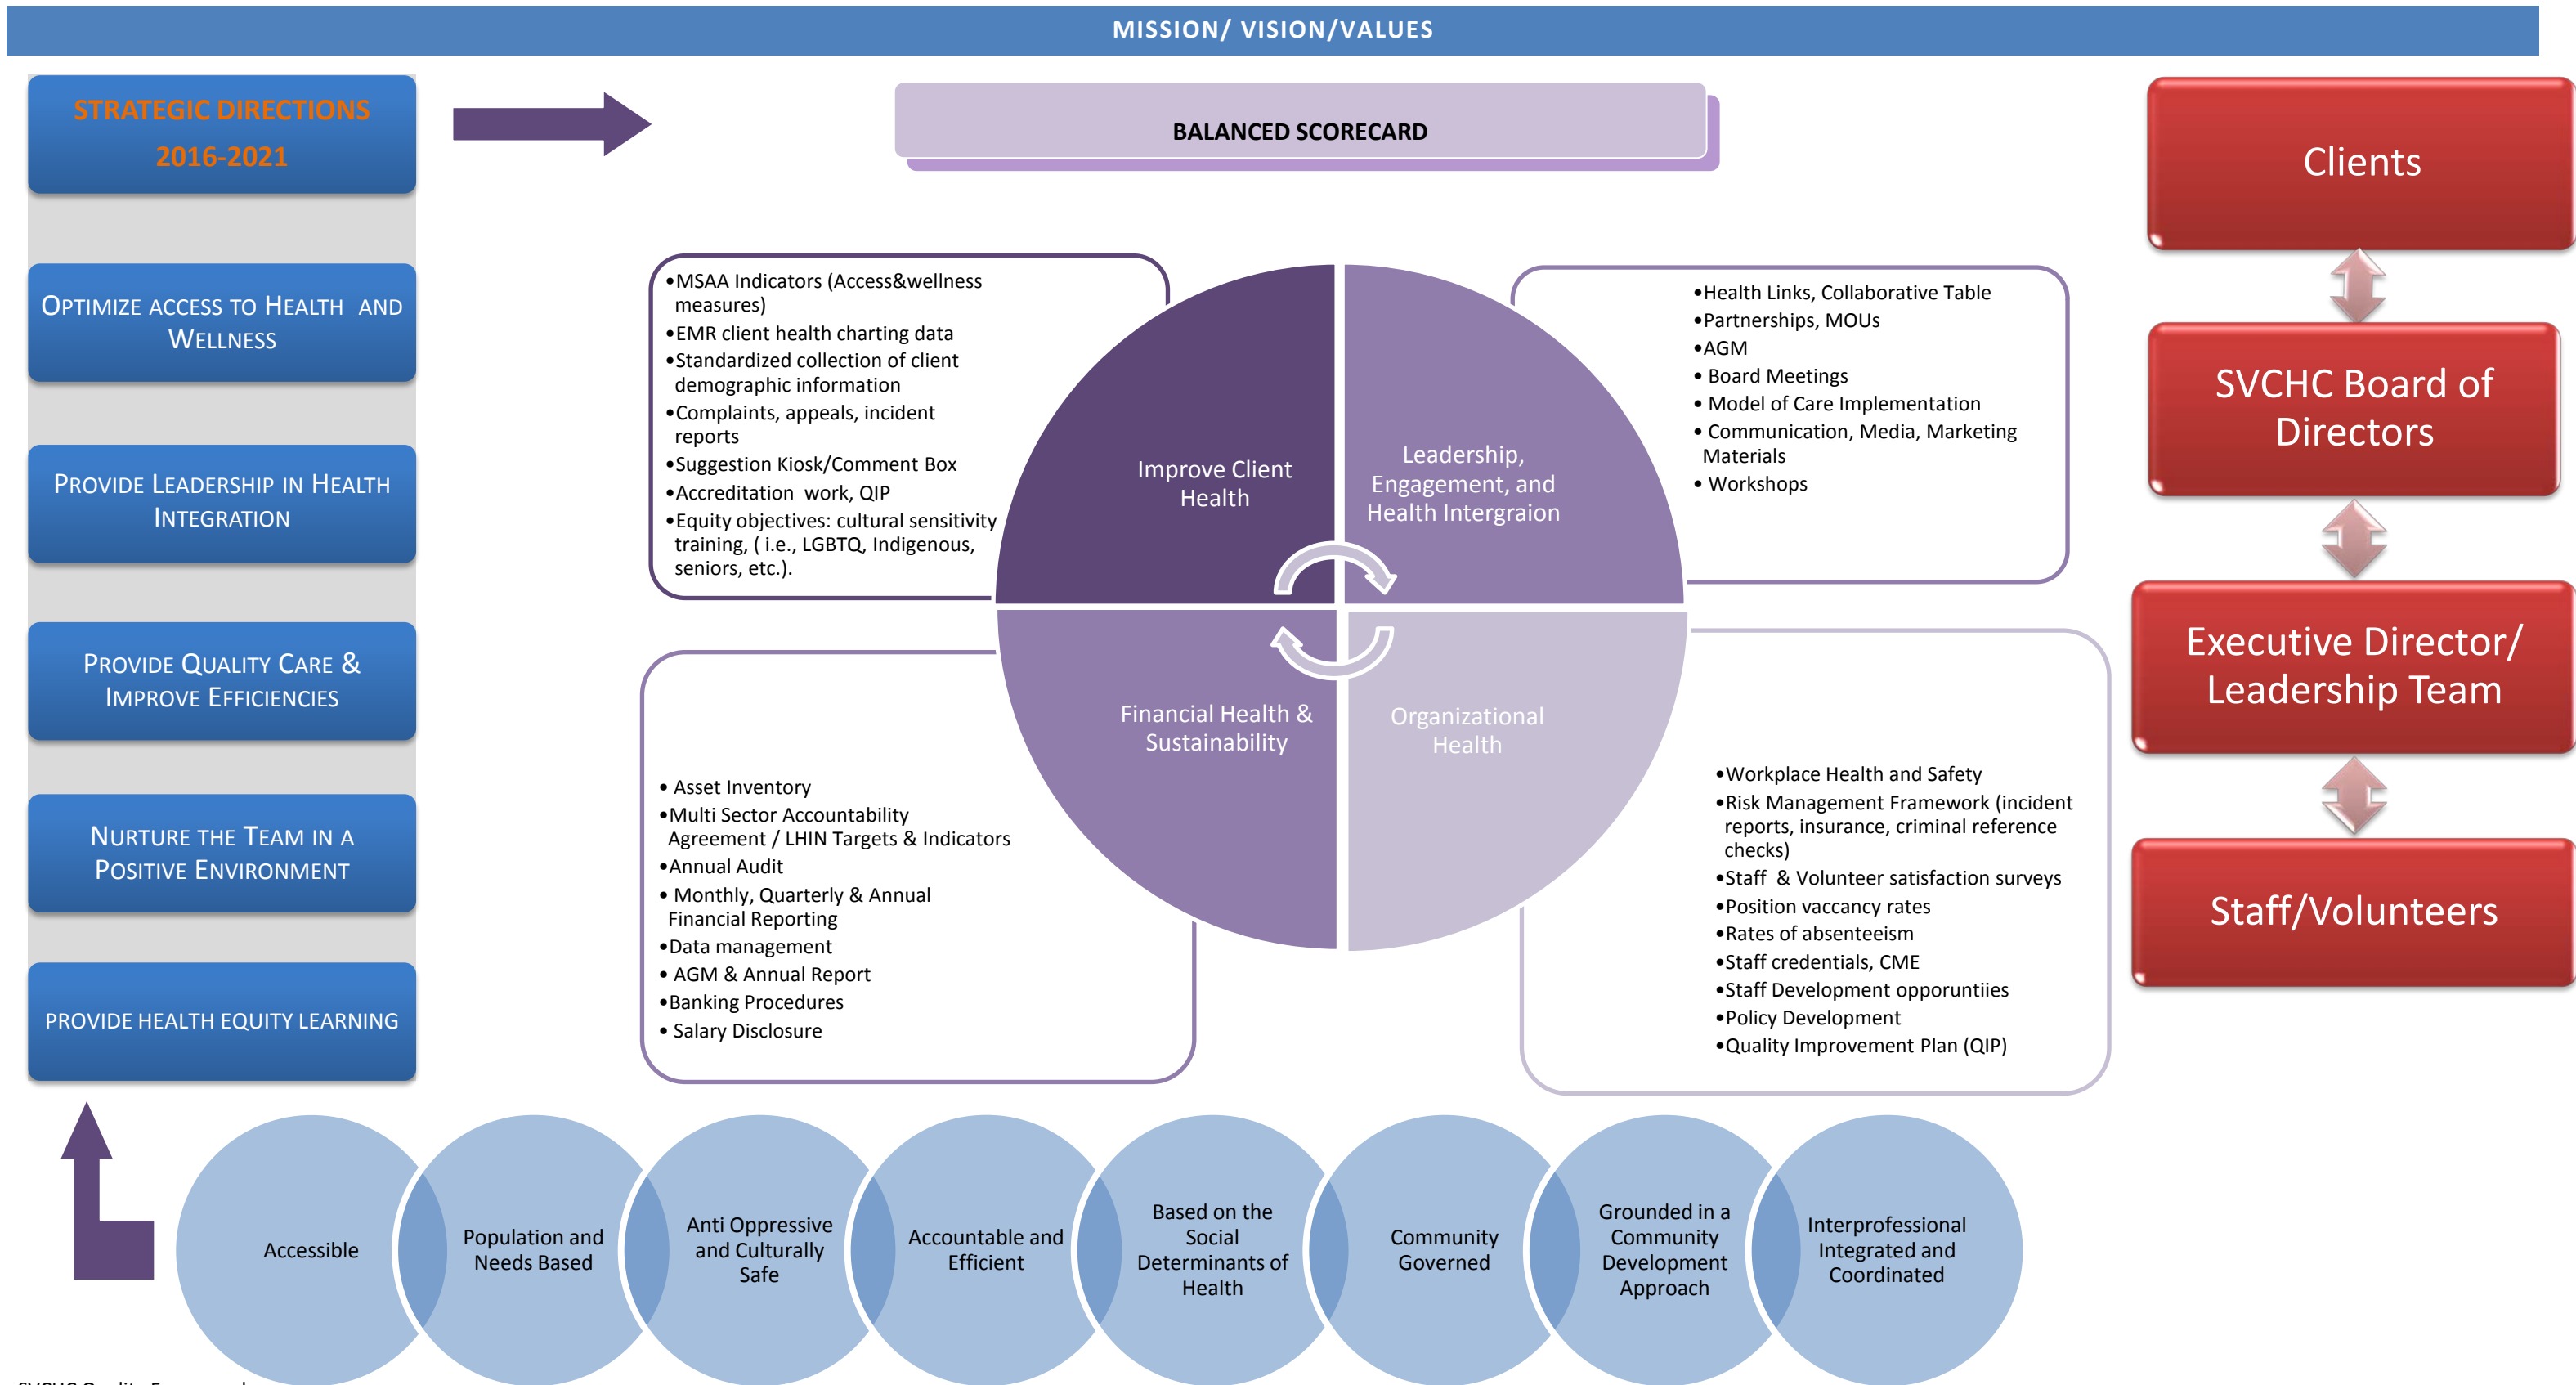 MISSION/ VISION/VALUES
STRATEGIC DIRECTIONS
2016-2021
OPTIMIZE ACCESS TO HEALTH AND
WELLNESS
PROVIDE LEADERSHIP IN HEALTH
INTEGRATION
PROVIDE QUALITY CARE &
IMPROVE EFFICIENCIES
NURTURE THE TEAM IN A
POSITIVE ENVIRONMENT
PROVIDE HEALTH EQUITY LEARNING
BALANCED SCORECARD
•MSAA Indicators (Access&wellness
measures)
•EMR client health charting data
•Standardized collection of client
demographic information
•Complaints, appeals, incident
reports
•Suggestion Kiosk/Comment Box
•Accreditation work, QIP
•Equity objectives: cultural sensitivity
training, ( i.e., LGBTQ, Indigenous,
seniors, etc.).
Improve Client
Health
Leadership,
Engagement, and
Health Intergraion
•Health Links, Collaborative Table
•Partnerships, MOUs
•AGM
• Board Meetings
• Model of Care Implementation
• Communication, Media, Marketing
Materials
• Workshops
• Asset Inventory
•Multi Sector Accountability
Agreement / LHIN Targets & Indicators
•Annual Audit
• Monthly, Quarterly & Annual
Financial Reporting
•Data management
• AGM & Annual Report
•Banking Procedures
• Salary Disclosure
Financial Health &
Sustainability
Organizational
Health
•Workplace Health and Safety
•Risk Management Framework (incident
reports, insurance, criminal reference
checks)
•Staff & Volunteer satisfaction surveys
•Position vaccancy rates
•Rates of absenteeism
•Staff credentials, CME
•Staff Development opporuntiies
•Policy Development
•Quality Improvement Plan (QIP)
Clients
SVCHC Board of
Directors
Executive Director/
Leadership Team
Staff/Volunteers
Accessible
Population and
Needs Based
Anti Oppressive
and Culturally
Safe
Accountable and
Efficient
Based on the
Social
Determinants of
Health
Community
Governed
Grounded in a
Community
Development
Approach
Interprofessional
Integrated and
Coordinated